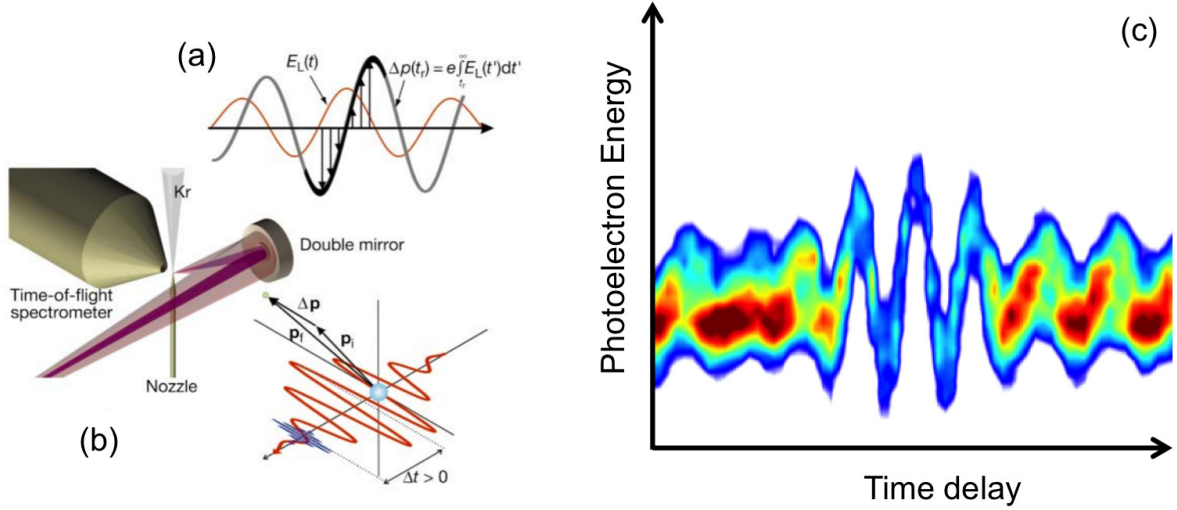 (a)
E_L(t)
Δp(t_r) = e∫_{t_r}^{∞}E_L(t')dt'
Kr
Double mirror
Time-of-flight
spectrometer
Nozzle
Δp
p_f
p_i
(b)
Δt > 0
(c)
Photoelectron Energy
Time delay